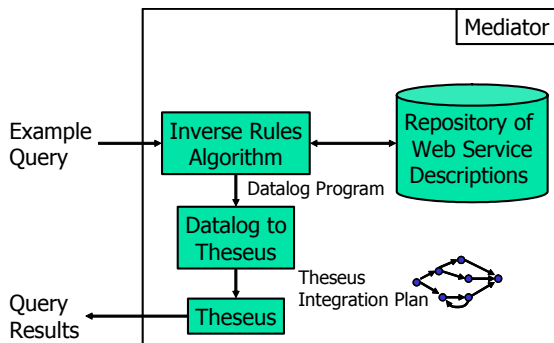 Mediator
Example
Query
Inverse Rules
Algorithm
Repository of
Web Service
Descriptions
Datalog Program
Datalog to
Theseus
Theseus
Integration Plan
Query
Results
Theseus